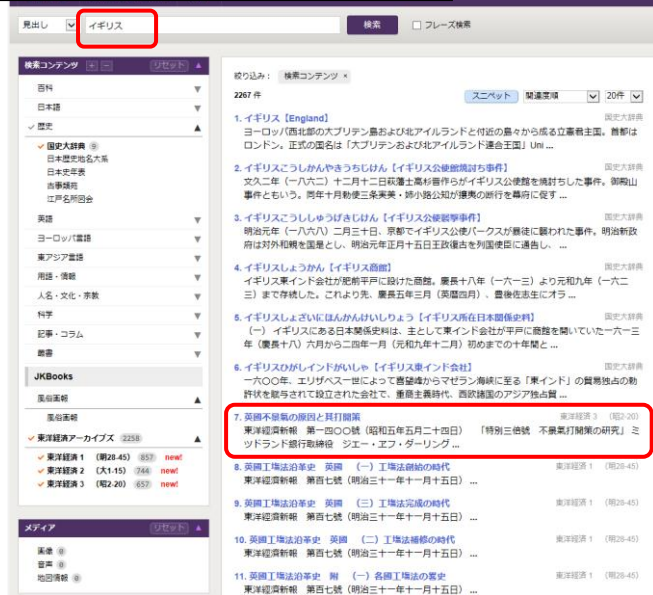 見出し イギリス 検索 フレーズ検索
検索コンテンツ + − リセット ▲
百科
日本語
歴史
国史大辞典 9
日本歴史地名大系
日本史年表
古事類苑
江戸名所図会
英語
ヨーロッパ言語
東アジア言語
用語・情報
人名・文化・宗教
科学
記事・コラム
叢書
JKBooks
風俗画報
風俗画報
東洋経済アーカイブズ 2258
東洋経済1 (明28-45) 857 new!
東洋経済2 (大1-15) 744 new!
東洋経済3 (昭2-20) 657 new!
メディア リセット ▲
画像 0
音声 0
地図情報 0
絞り込み: 検索コンテンツ ×
2267 件 スニペット 関連度順 20件
1. イギリス【England】 国史大辞典
ヨーロッパ西北部の大ブリテン島および北アイルランドと付近の島々から成る立憲君主国。首都は
ロンドン。正式の国名は「大ブリテンおよび北アイルランド連合王国」Uni ...
2. イギリスこうしかんやきうちじけん【イギリス公使館焼討ち事件】 国史大辞典
文久二年（一八六二）十二月十二日萩藩士高杉晋作らがイギリス公使館を焼討ちした事件。御殿山
事件ともいう。同年十月勅使三条実美・姉小路公知が攘夷の断行を幕府に促す ...
3. イギリスこうししゅうげきじけん【イギリス公使襲撃事件】 国史大辞典
明治元年（一八六八）二月三十日、京都でイギリス公使パークスが暴徒に襲われた事件。明治新政
府は対外和親を国是とし、明治元年正月十五日王政復古を列国使臣に通告し、 ...
4. イギリスしょうかん【イギリス商館】 国史大辞典
イギリス東インド会社が肥前平戸に設けた商館。慶長十八年（一六一三）より元和九年（一六二
三）まで存続した。これより先、慶長五年三月（英暦四月）、豊後佐志生にオラ ...
5. イギリスしょざいにほんかんけいしりょう【イギリス所在日本関係史料】 国史大辞典
（一） イギリスにある日本関係史料は、主として東インド会社が平戸に商館を開いていた一六一三
年（慶長十八）六月から二四年一月（元和九年十二月）初めまでの十年間と ...
6. イギリスひがしインドがいしゃ【イギリス東インド会社】 国史大辞典
一六〇〇年、エリザベス一世によって喜望峰からマゼラン海峡に至る「東インド」の貿易独占の勅
許状を賦与されて設立された会社で、重商主義時代、西欧諸国のアジア独占貿 ...
7. 英國不景氣の原因と其打開策 東洋経済3 (昭2-20)
東洋經濟新報 第一四〇〇號（昭和五年五月二十四日） 「特別三倍號 不景氣打開策の研究」ミ
ツドランド銀行取締役 ジエー・エフ・ダーリング ...
8. 英國工塲法沿革史 英國 （一）工塲法創始の時代 東洋経済1 (明28-45)
東洋經濟新報 第百七號（明治三十一年十一月十五日） ...
9. 英國工塲法沿革史 英國 （三）工塲法完成の時代 東洋経済1 (明28-45)
東洋經濟新報 第百七號（明治三十一年十一月十五日） ...
10. 英國工塲法沿革史 英國 （二）工塲法補修の時代 東洋経済1 (明28-45)
東洋經濟新報 第百七號（明治三十一年十一月十五日） ...
11. 英國工塲法沿革史 附 （一）各國工塲法の畧史 東洋経済1 (明28-45)
東洋經濟新報 第百七號（明治三十一年十一月十五日） ...